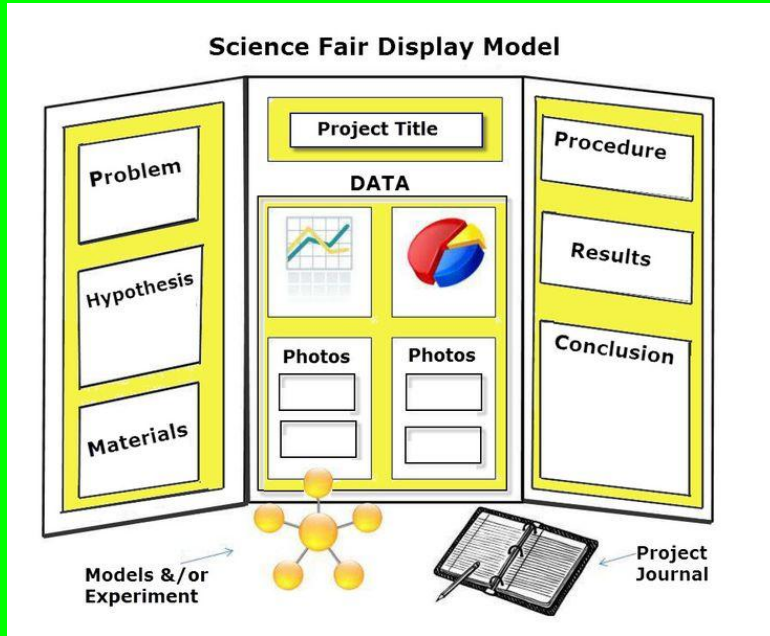 Science Fair Display Model
Problem
Hypothesis
Materials
Project Title
DATA
Photos
Photos
Procedure
Results
Conclusion
Models &/or
Experiment
Project
Journal